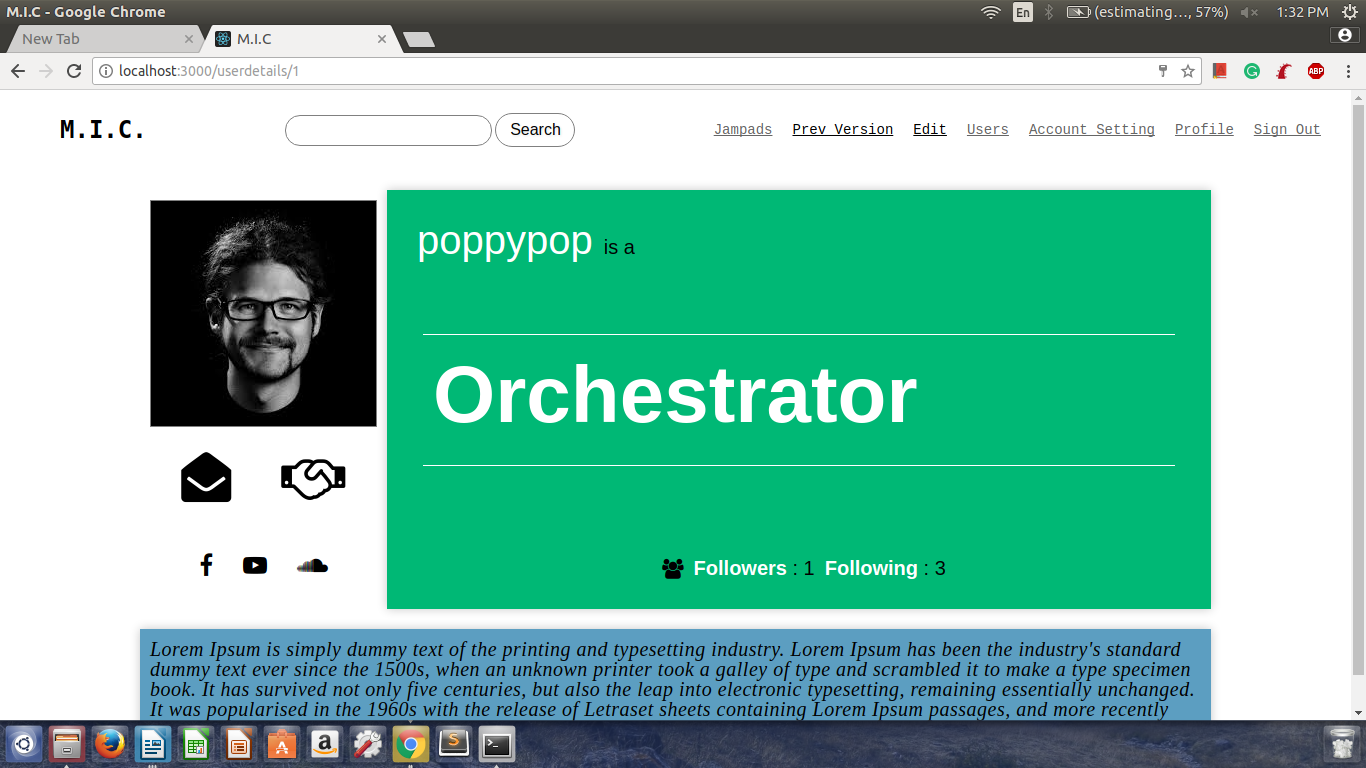 M.I.C - Google Chrome
En
(estimating..., 57%)
1:32 PM
New Tab
M.I.C
localhost:3000/userdetails/1
ABP
M.I.C.
Search
Jampads Prev Version Edit Users Account Setting Profile Sign Out
poppypop is a
Orchestrator
Followers : 1 Following : 3
Lorem Ipsum is simply dummy text of the printing and typesetting industry. Lorem Ipsum has been the industry's standard
dummy text ever since the 1500s, when an unknown printer took a galley of type and scrambled it to make a type specimen
book. It has survived not only five centuries, but also the leap into electronic typesetting, remaining essentially unchanged.
It was popularised in the 1960s with the release of Letraset sheets containing Lorem Ipsum passages, and more recently